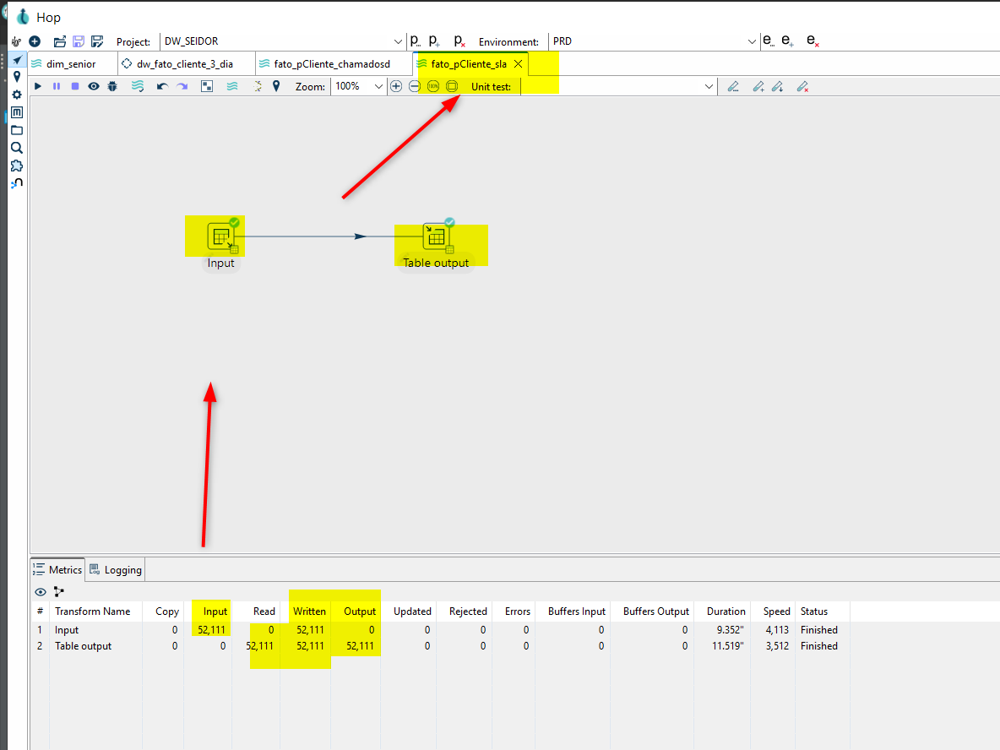 Hop
Project: DW_SEIDOR Environment: PRD
dim_senior dw_fato_cliente_3_dia fato_pCliente_chamadosd fato_pCliente_sla
Zoom: 100% Unit test:
Input Table output
Metrics Logging
# Transform Name Copy Input Read Written Output Updated Rejected Errors Buffers Input Buffers Output Duration Speed Status
1 Input 0 52,111 0 52,111 0 0 0 0 0 0 9.352" 4,113 Finished
2 Table output 0 0 52,111 52,111 52,111 0 0 0 0 0 11.519" 3,512 Finished